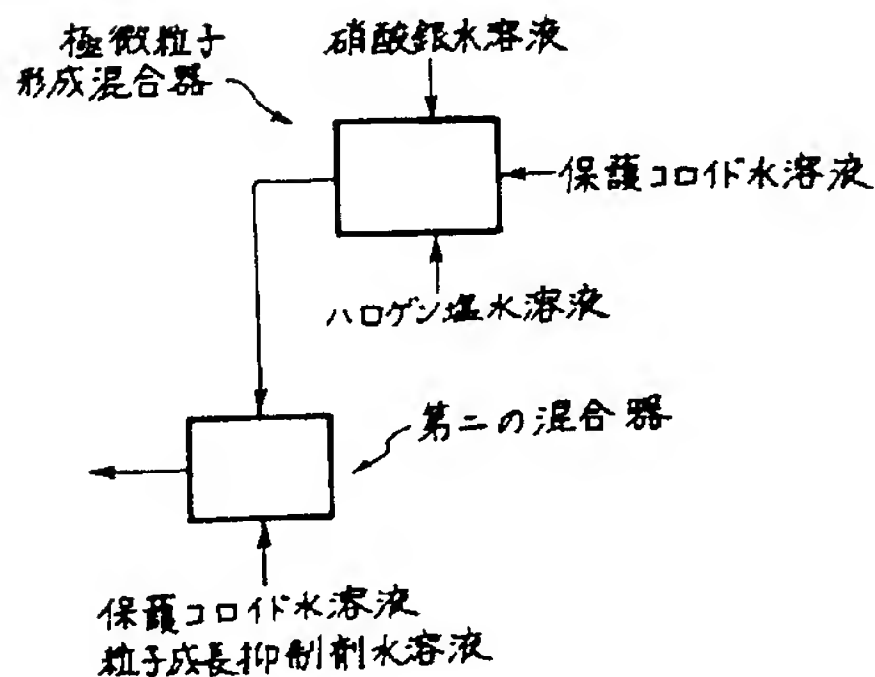 極微粒子
形成混合器
硝酸銀水溶液
保護コロイド水溶液
ハロゲン塩水溶液
第二の混合器
保護コロイド水溶液
粒子成長抑制剤水溶液